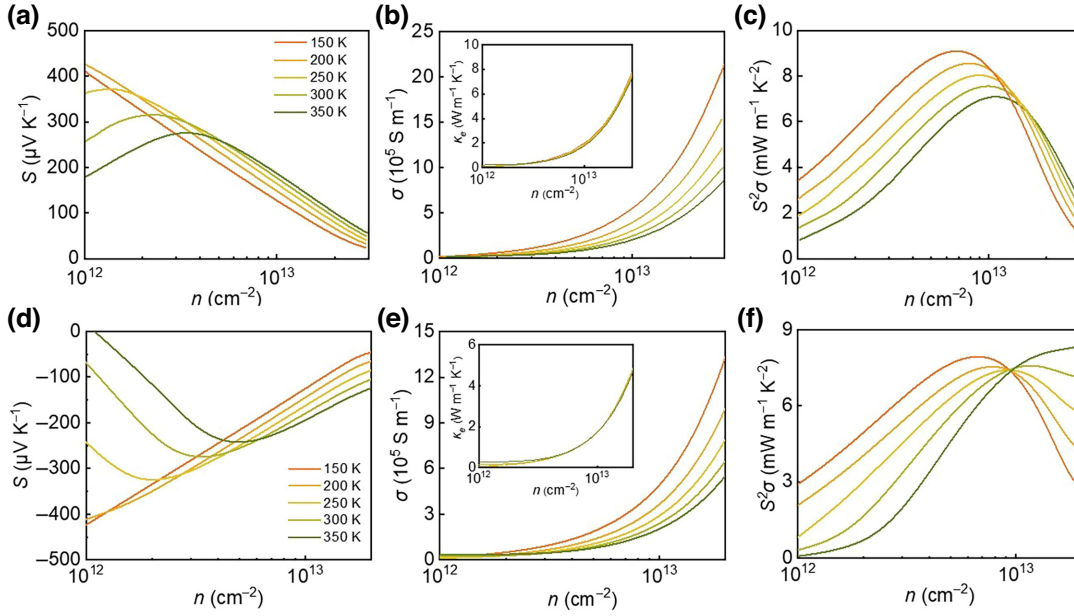 (a)
500
400
300
200
100
0
S (μV K⁻¹)
150 K
200 K
250 K
300 K
350 K
10¹²
10¹³
n (cm⁻²)
(b)
25
20
15
10
5
0
σ (10⁵ S m⁻¹)
10
8
6
4
2
0
κₑ (W m⁻¹ K⁻¹)
10¹²
10¹³
n (cm⁻²)
10¹²
10¹³
n (cm⁻²)
(c)
10
8
6
4
2
0
S²σ (mW m⁻¹ K⁻²)
10¹²
10¹³
n (cm⁻²)
(d)
0
–100
–200
–300
–400
–500
S (μV K⁻¹)
150 K
200 K
250 K
300 K
350 K
10¹²
10¹³
n (cm⁻²)
(e)
15
12
9
6
3
0
σ (10⁵ S m⁻¹)
6
4
2
0
κₑ (W m⁻¹ K⁻¹)
10¹²
10¹³
n (cm⁻²)
10¹²
10¹³
n (cm⁻²)
(f)
9
6
3
0
S²σ (mW m⁻¹ K⁻²)
10¹²
10¹³
n (cm⁻²)